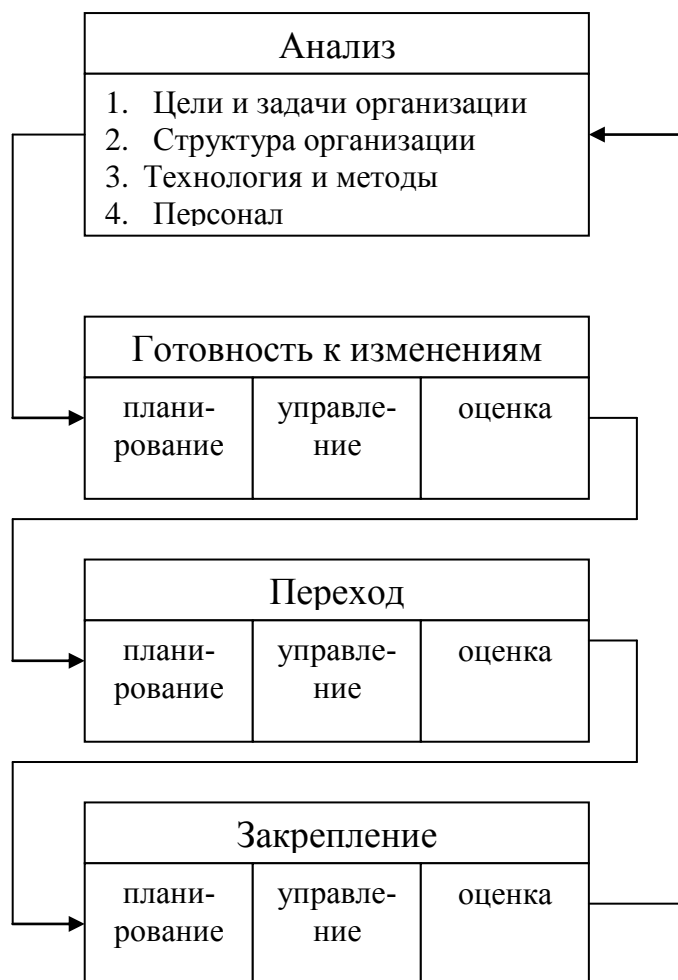 Анализ
1. Цели и задачи организации
2. Структура организации
3. Технология и методы
4. Персонал
Готовность к изменениям
плани-
рование
управле-
ние
оценка
Переход
плани-
рование
управле-
ние
оценка
Закрепление
плани-
рование
управле-
ние
оценка